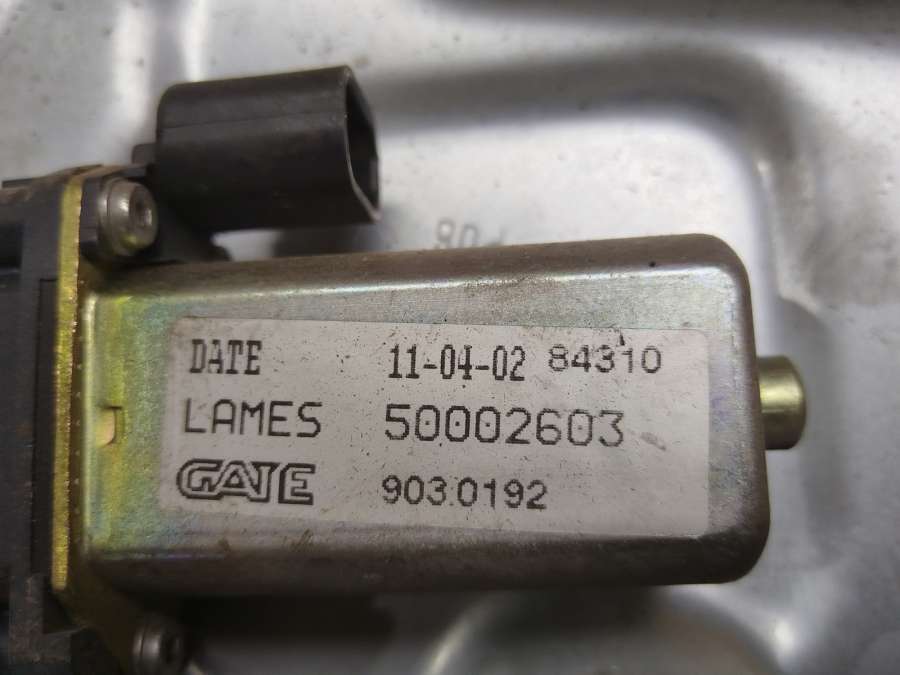 DATE 11-04-02 84310
LAMES 50002603
GATE 903.0192